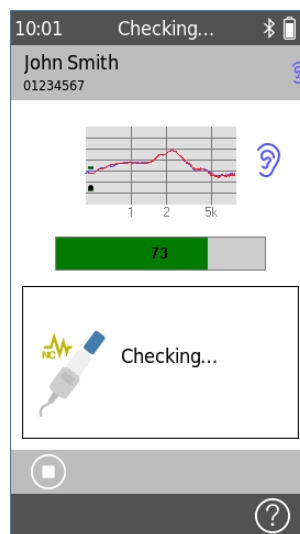 10:01 Checking...
John Smith
01234567
1 2 5k
73
NC
Checking...
?